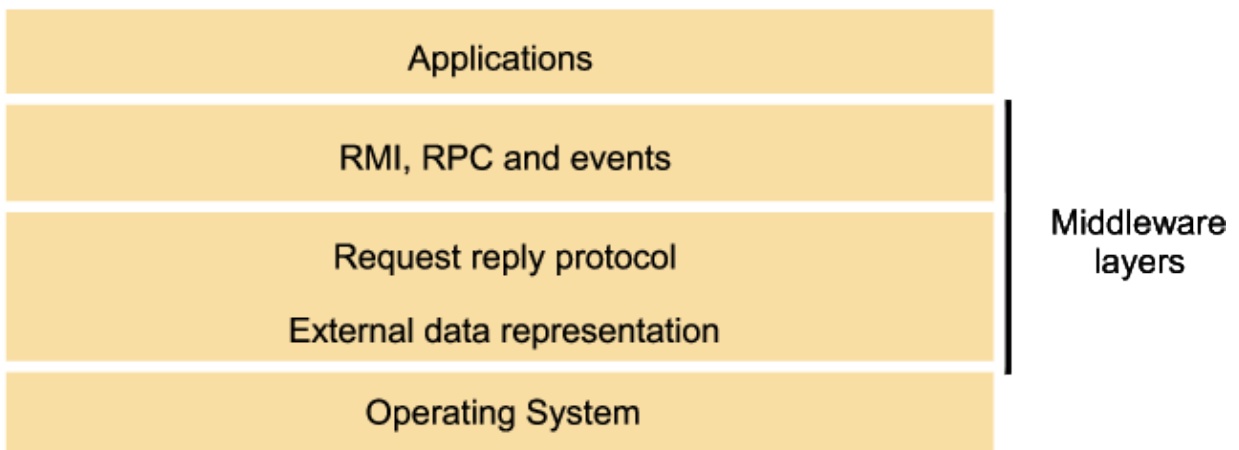 Applications
RMI, RPC and events
Request reply protocol
External data representation
Operating System
Middleware
layers